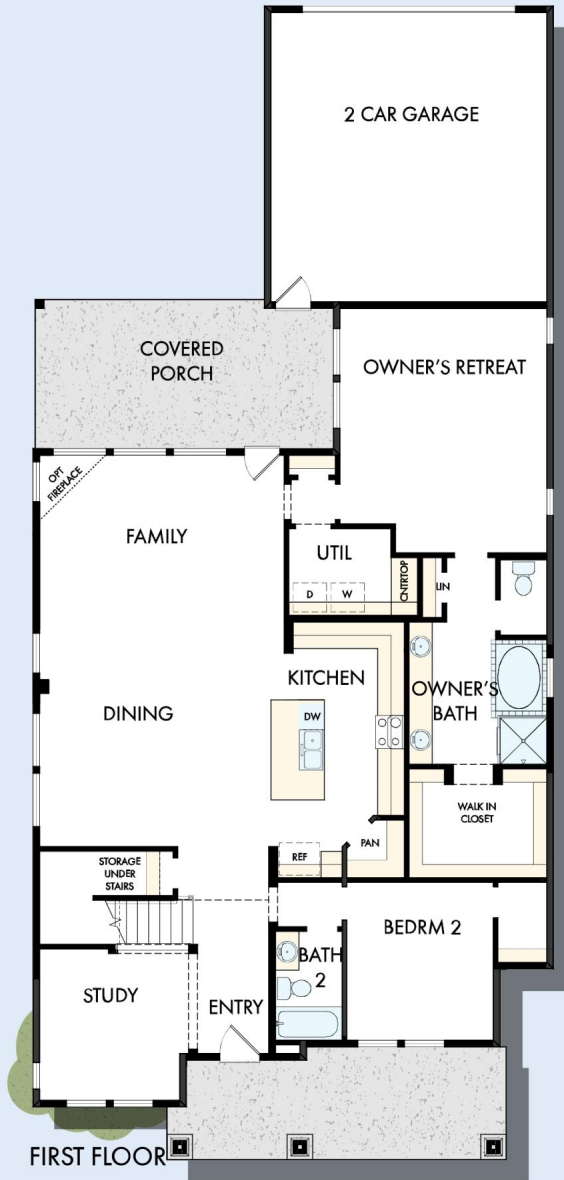 2 CAR GARAGE
COVERED
PORCH
OWNER'S RETREAT
OPT
FIREPLACE
FAMILY
UTIL
D
W
CNTRTOP
LIN
KITCHEN
DINING
DW
OWNER'S
BATH
WALK IN
CLOSET
REF
PAN
STORAGE
UNDER
STAIRS
BEDRM 2
BATH
2
STUDY
ENTRY
FIRST FLOOR